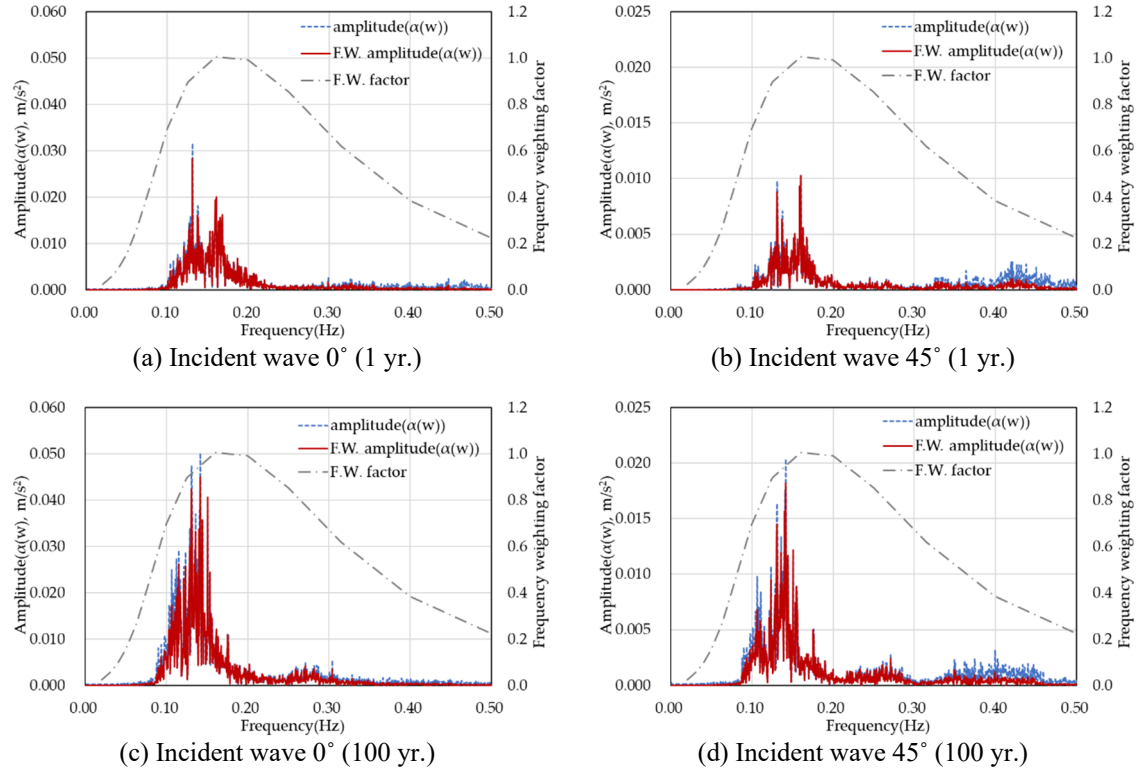 0.060
0.050
0.040
0.030
0.020
0.010
0.000
Amplitude(α(w), m/s²)
amplitude(α(w))
F.W. amplitude(α(w))
F.W. factor
1.2
1.0
0.8
0.6
0.4
0.2
0.0
Frequency weighting factor
0.00 0.10 0.20 0.30 0.40 0.50
Frequency(Hz)
(a) Incident wave 0˚ (1 yr.)
0.025
0.020
0.015
0.010
0.005
0.000
Amplitude(α(w), m/s²)
amplitude(α(w))
F.W. amplitude(α(w))
F.W. factor
1.2
1.0
0.8
0.6
0.4
0.2
0.0
Frequency weighting factor
0.00 0.10 0.20 0.30 0.40 0.50
Frequency(Hz)
(b) Incident wave 45˚ (1 yr.)
0.060
0.050
0.040
0.030
0.020
0.010
0.000
Amplitude(α(w), m/s²)
amplitude(α(w))
F.W. amplitude(α(w))
F.W. factor
1.2
1.0
0.8
0.6
0.4
0.2
0.0
Frequency weighting factor
0.00 0.10 0.20 0.30 0.40 0.50
Frequency(Hz)
(c) Incident wave 0˚ (100 yr.)
0.025
0.020
0.015
0.010
0.005
0.000
Amplitude(α(w), m/s²)
amplitude(α(w))
F.W. amplitude(α(w))
F.W. factor
1.2
1.0
0.8
0.6
0.4
0.2
0.0
Frequency weighting factor
0.00 0.10 0.20 0.30 0.40 0.50
Frequency(Hz)
(d) Incident wave 45˚ (100 yr.)